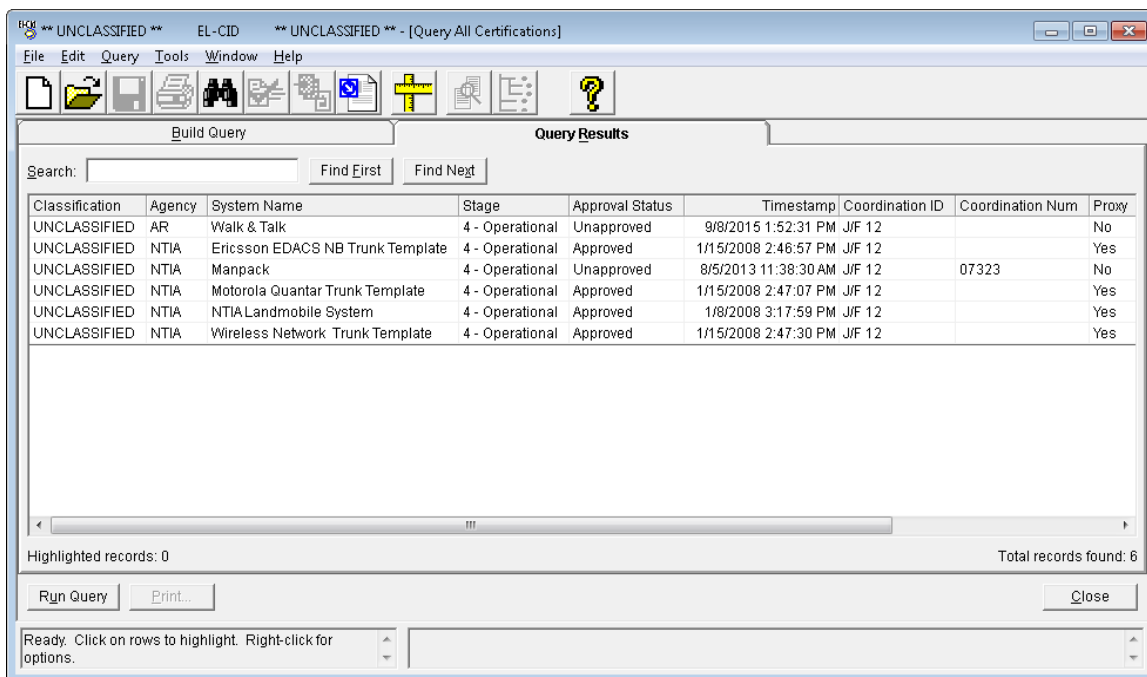 ** UNCLASSIFIED ** EL-CID ** UNCLASSIFIED ** - [Query All Certifications]
File Edit Query Tools Window Help
Build Query Query Results
Search: Find First Find Next
Classification Agency System Name Stage Approval Status Timestamp Coordination ID Coordination Num Proxy
UNCLASSIFIED AR Walk & Talk 4 - Operational Unapproved 9/8/2015 1:52:31 PM J/F 12 No
UNCLASSIFIED NTIA Ericsson EDACS NB Trunk Template 4 - Operational Approved 1/15/2008 2:46:57 PM J/F 12 Yes
UNCLASSIFIED NTIA Manpack 4 - Operational Unapproved 8/5/2013 11:38:30 AM J/F 12 07323 No
UNCLASSIFIED NTIA Motorola Quantar Trunk Template 4 - Operational Approved 1/15/2008 2:47:07 PM J/F 12 Yes
UNCLASSIFIED NTIA NTIA Landmobile System 4 - Operational Approved 1/8/2008 3:17:59 PM J/F 12 Yes
UNCLASSIFIED NTIA Wireless Network Trunk Template 4 - Operational Approved 1/15/2008 2:47:30 PM J/F 12 Yes
Highlighted records: 0 Total records found: 6
Run Query Print... Close
Ready. Click on rows to highlight. Right-click for
options.